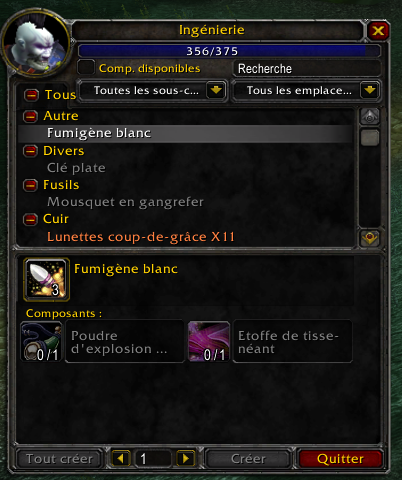 Ingénierie
356/375
Comp. disponibles
Recherche
Tous
Toutes les sous-c...
Tous les emplace...
Autre
Fumigène blanc
Divers
Clé plate
Fusils
Mousquet en gangrefer
Cuir
Lunettes coup-de-grâce X11
3
Fumigène blanc
Composants :
0/1
Poudre
d'explosion ...
0/1
Etoffe de tisse-
néant
Tout créer
1
Créer
Quitter